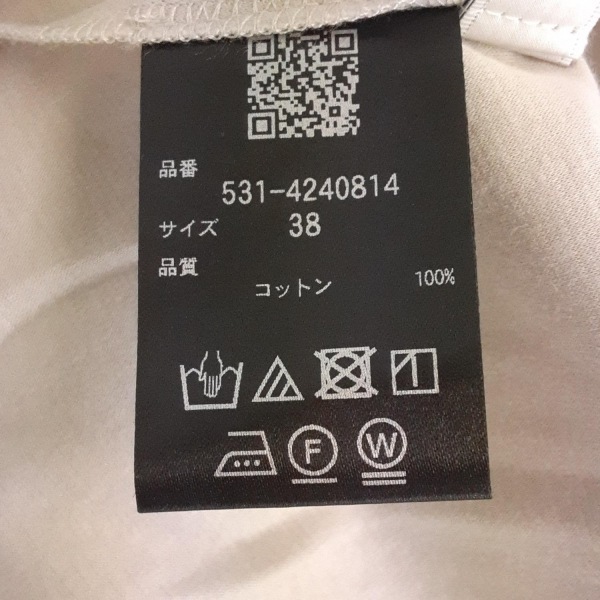 品番
531-4240814
サイズ 38
品質
コットン 100%
F W